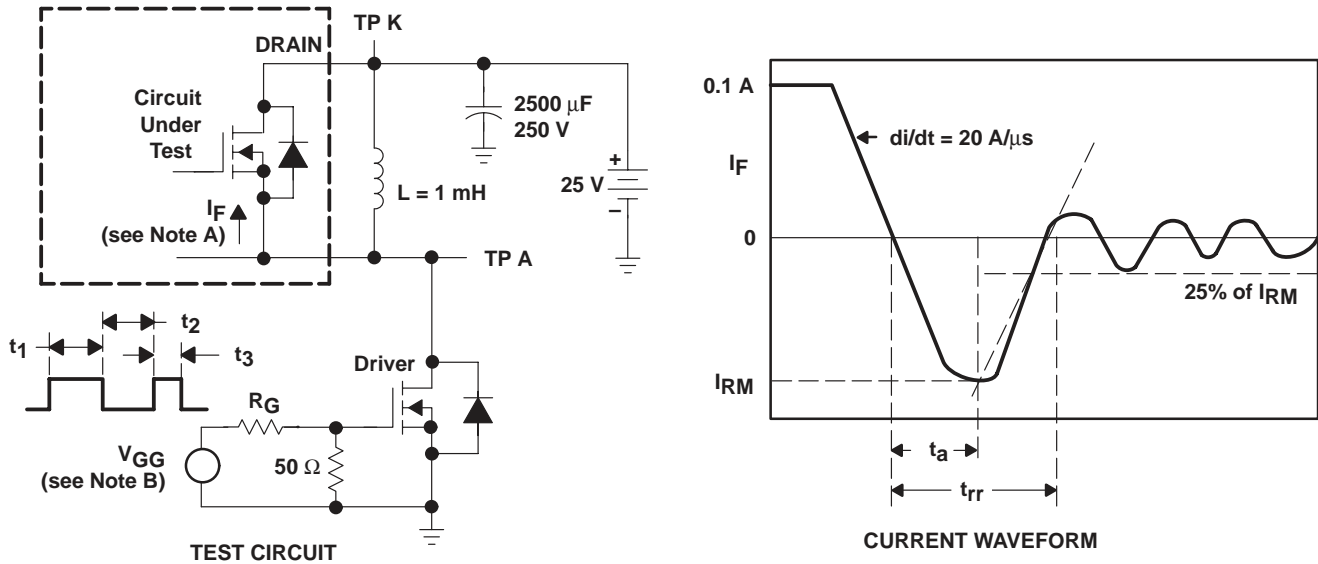 TP K
DRAIN
Circuit
Under
Test
2500 µF
250 V
+
25 V
−
L = 1 mH
IF
(see Note A)
TP A
t2
t1
t3
Driver
RG
VGG
(see Note B)
50 Ω
TEST CIRCUIT
0.1 A
di/dt = 20 A/µs
IF
0
25% of IRM
IRM
ta
trr
CURRENT WAVEFORM